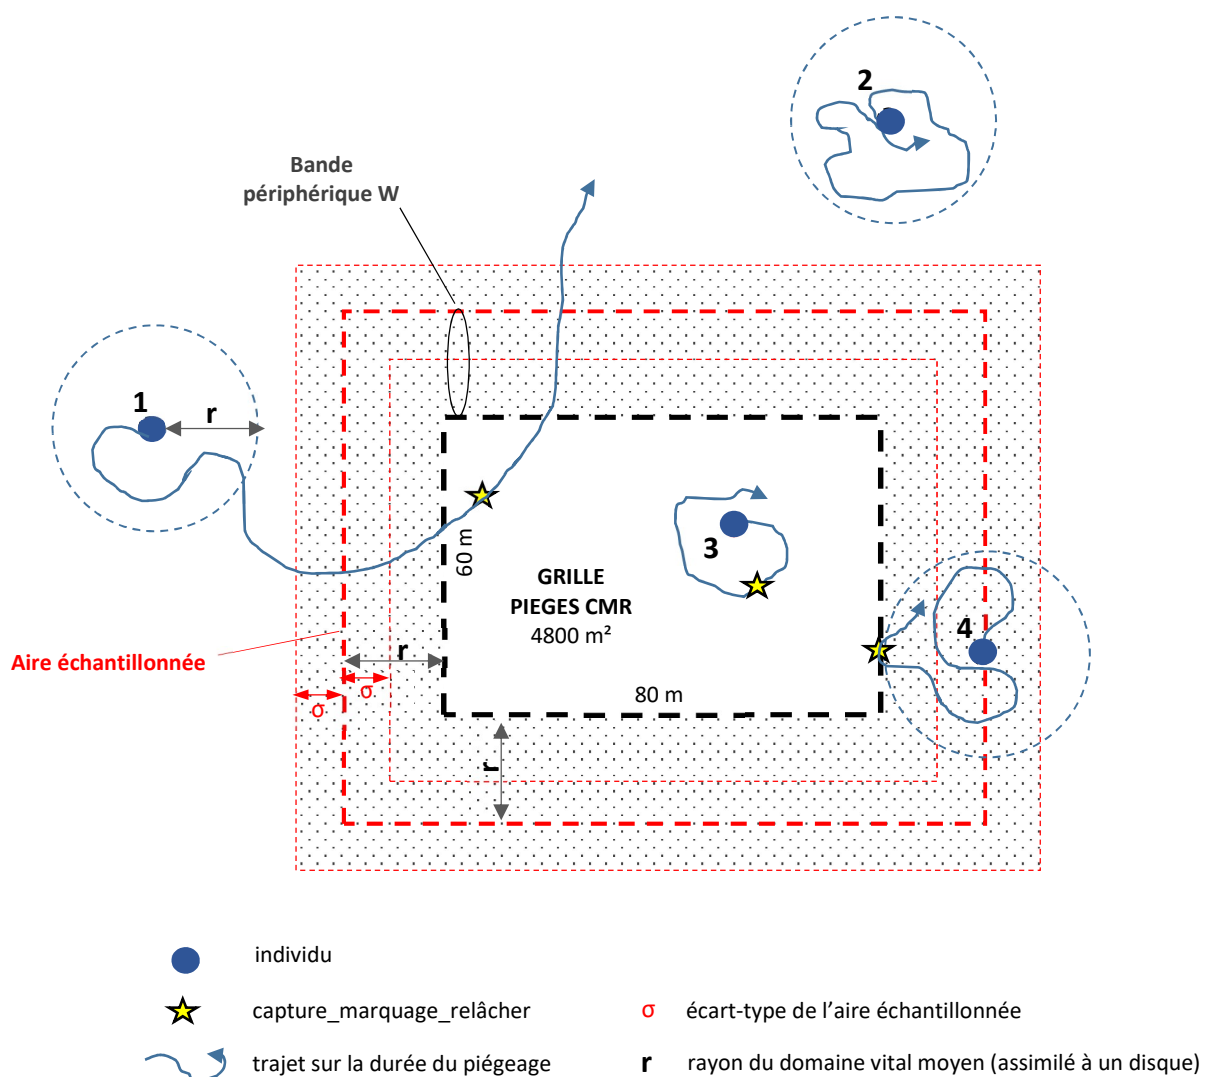 2
Bande
périphérique W
1
r
60 m
3
GRILLE
PIEGES CMR
4800 m²
4
Aire échantillonnée
r
σ
σ
80 m
r
individu
capture_marquage_relâcher
σ écart-type de l’aire échantillonnée
trajet sur la durée du piégeage
r rayon du domaine vital moyen (assimilé à un disque)